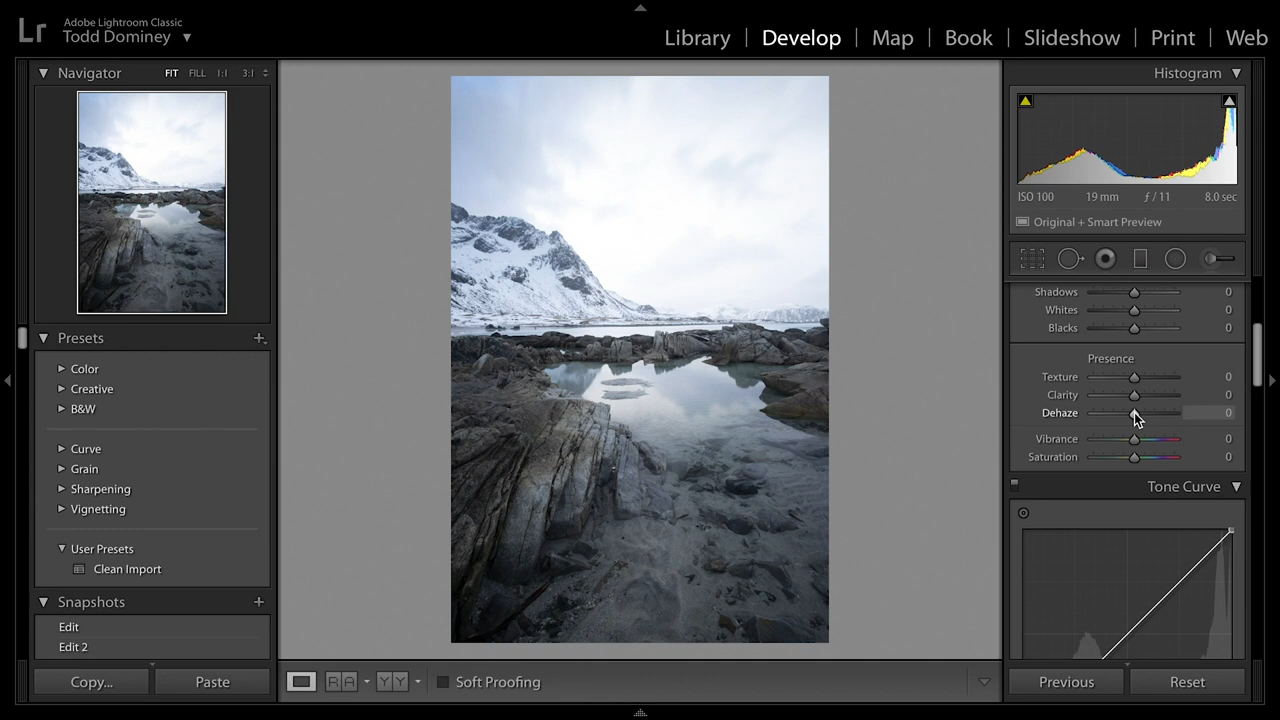 Lr
Adobe Lightroom Classic
Todd Dominey
Library | Develop | Map | Book | Slideshow | Print | Web
Navigator FIT FILL 1:1 3:1
Presets
Color
Creative
B&W
Curve
Grain
Sharpening
Vignetting
User Presets
Clean Import
Snapshots
Edit
Edit 2
Copy... Paste
R A Y Y Soft Proofing
Histogram
ISO 100 19 mm ƒ / 11 8.0 sec
Original + Smart Preview
Shadows 0
Whites 0
Blacks 0
Presence
Texture 0
Clarity 0
Dehaze 0
Vibrance 0
Saturation 0
Tone Curve
Previous Reset